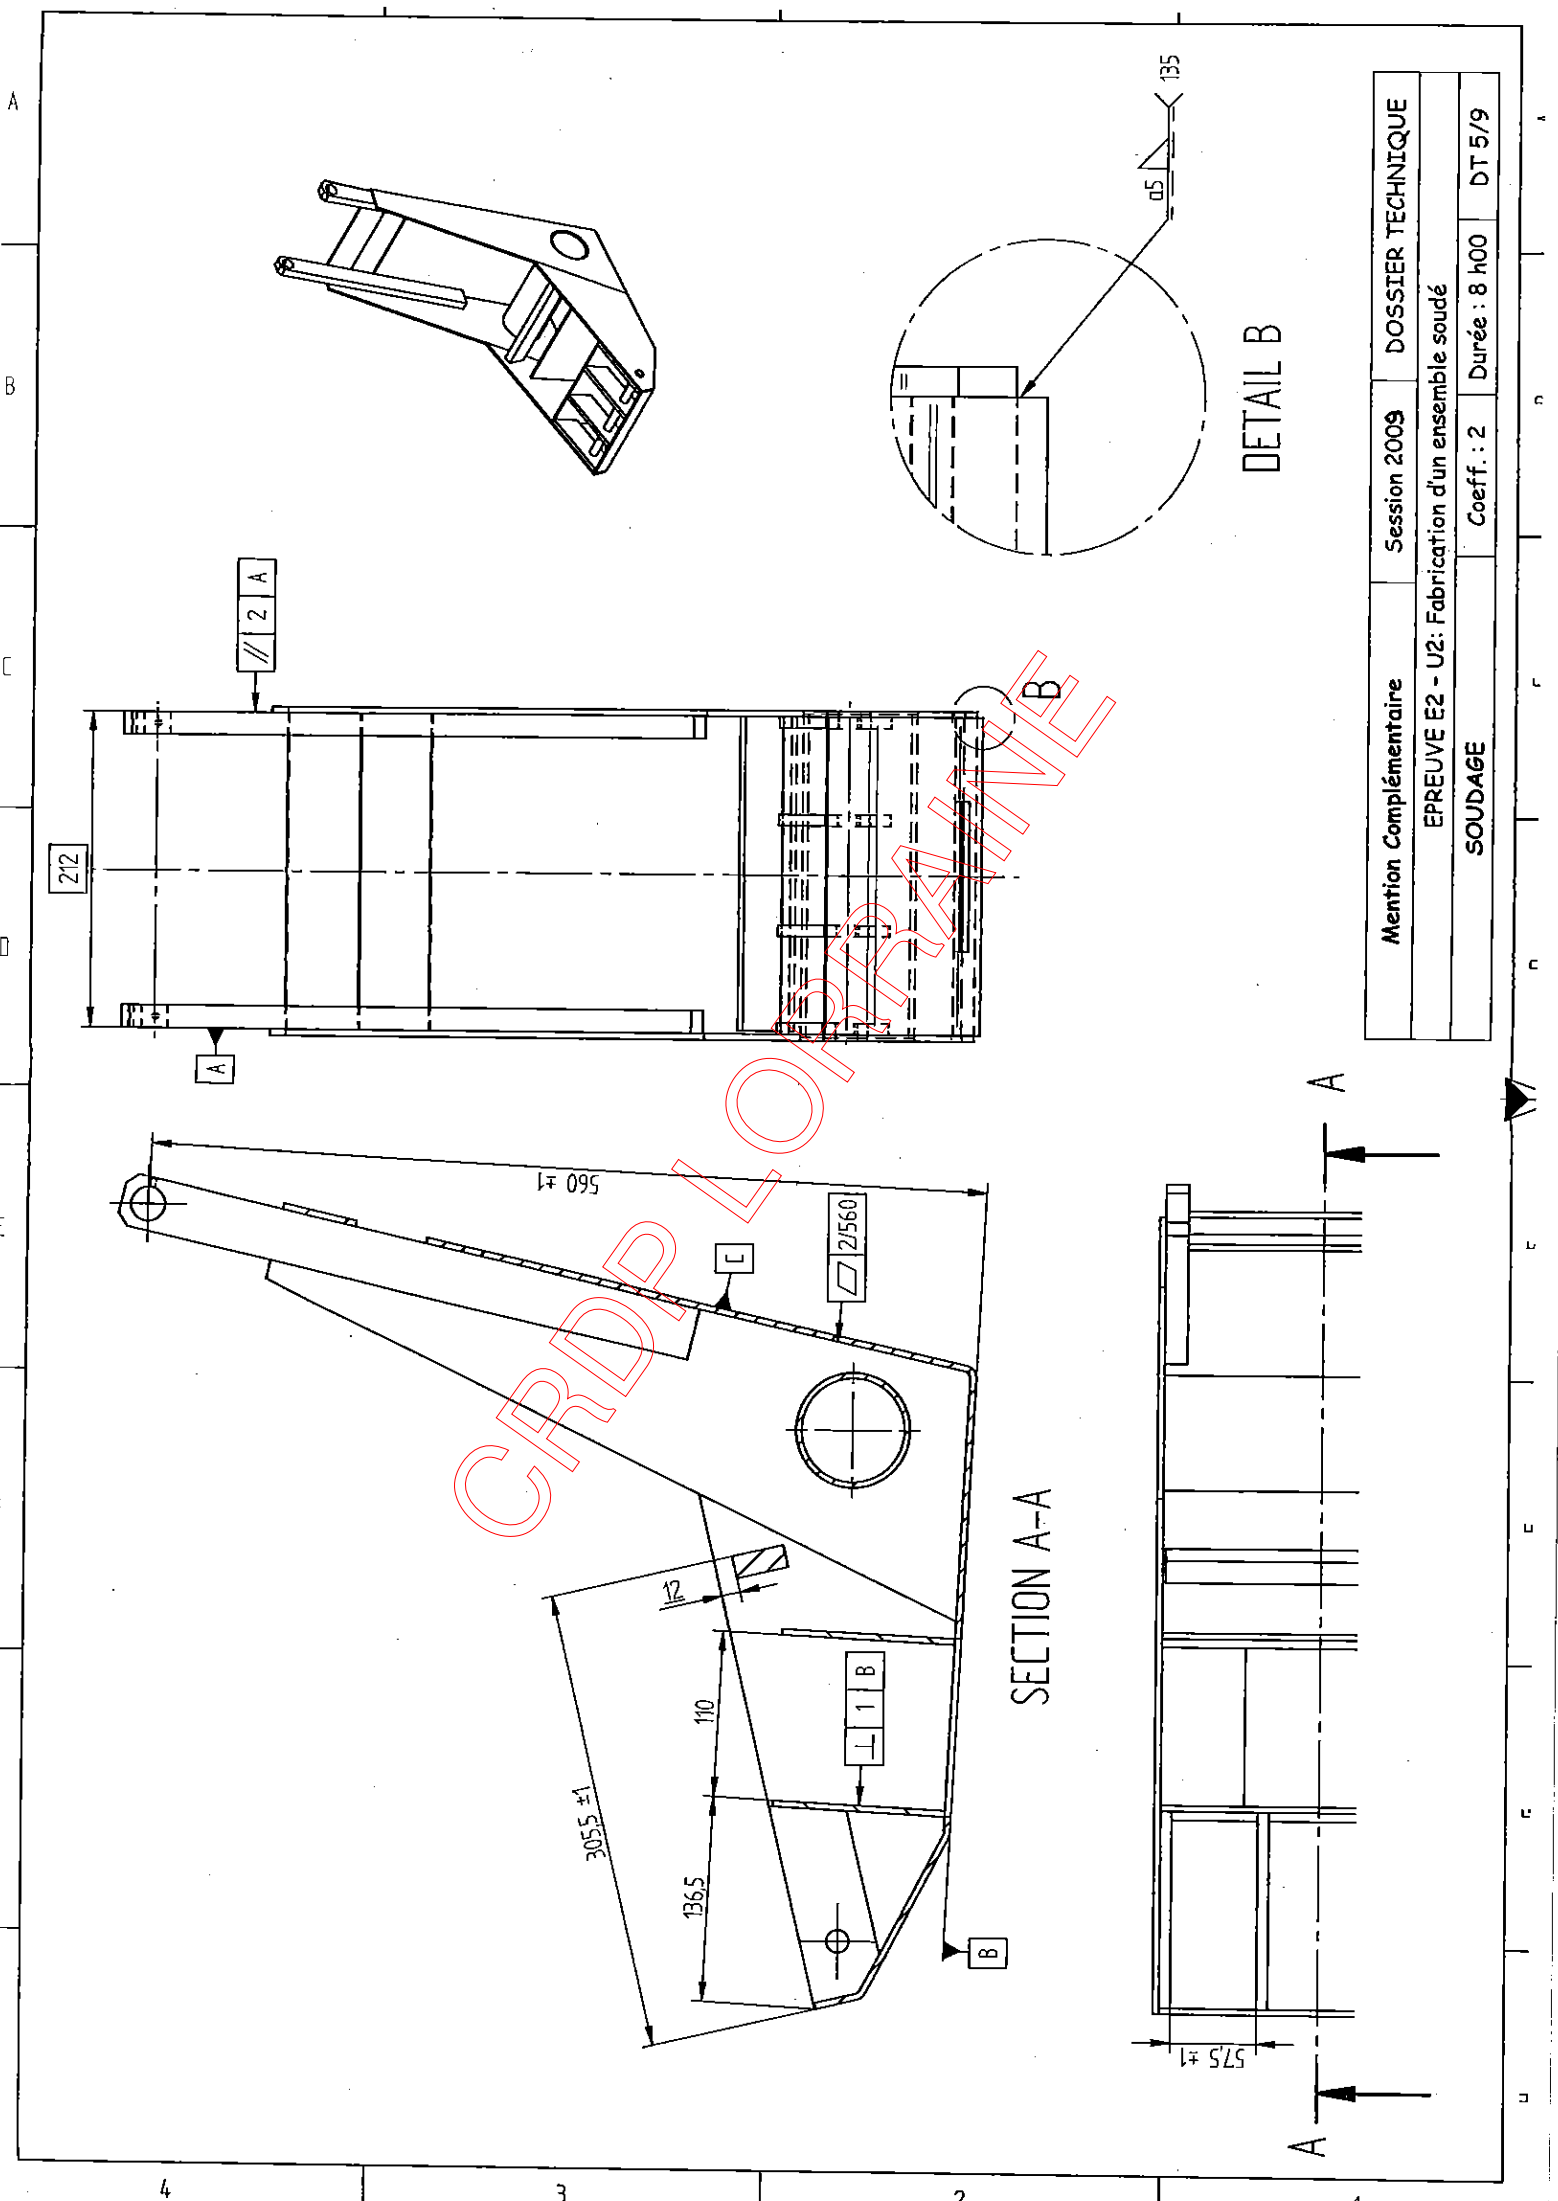 A
B
C
D
4
3
2
212
// 2 A
A
560 ±1
C
⏥ 2/560
12
305,5 ±1
110
136,5
⊥ 1 B
B
SECTION A-A
B
a5
135
DETAIL B
57,5 ±1
A
A
Mention Complémentaire
Session 2009
DOSSIER TECHNIQUE
EPREUVE E2 - U2: Fabrication d'un ensemble soudé
SOUDAGE
Coeff. : 2
Durée : 8 h00
DT 5/9
CRDP LORRAINE